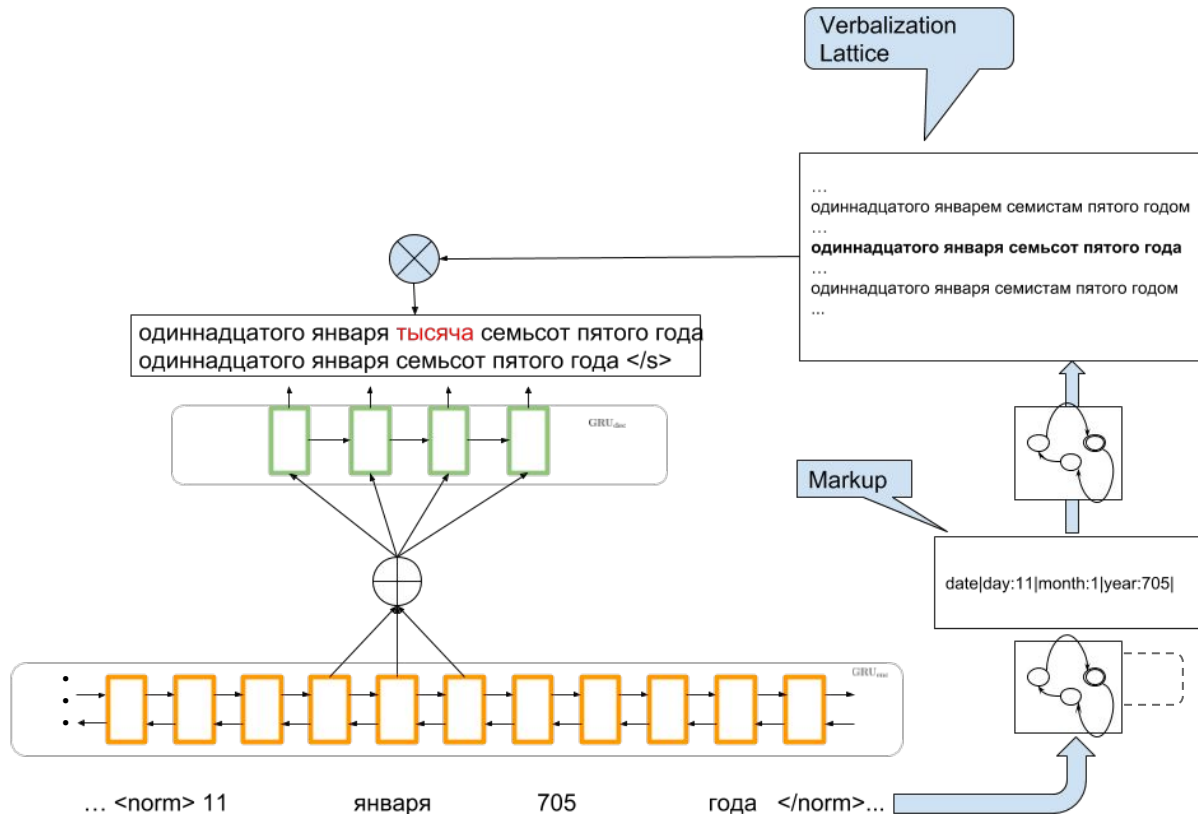 Verbalization
Lattice
…
одиннадцатого январем семистам пятого годом
…
одиннадцатого января семьсот пятого года
…
одиннадцатого января семистам пятого годом
...
одиннадцатого января тысяча семьсот пятого года
одиннадцатого января семьсот пятого года </s>
GRUdec
Markup
date|day:11|month:1|year:705|
GRUenc
… <norm> 11 января 705 года </norm>...